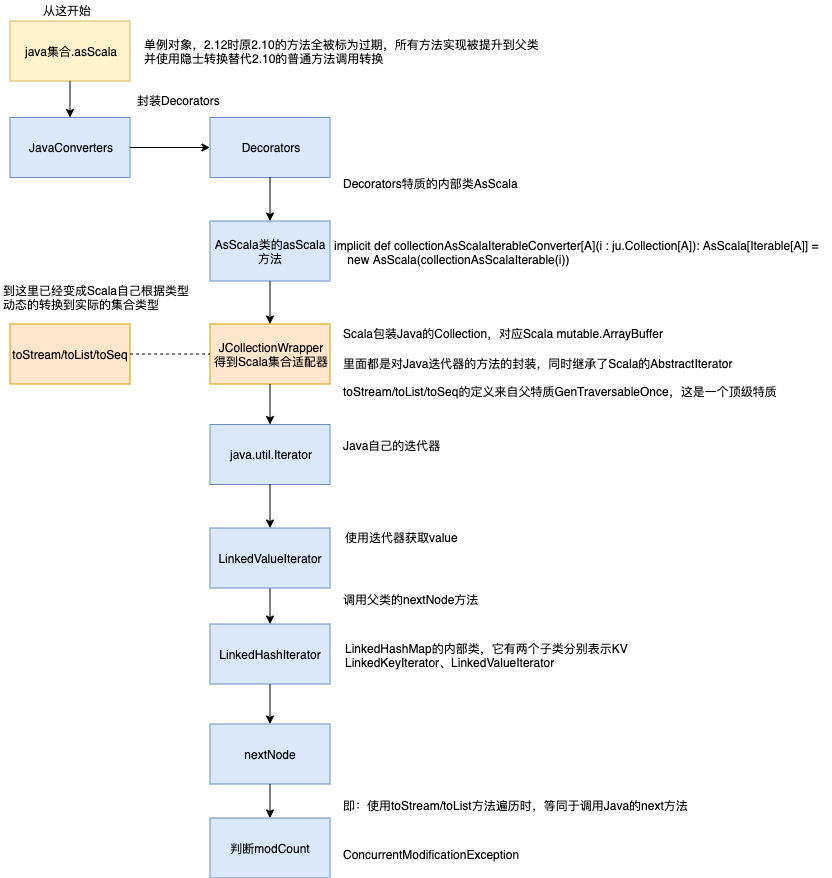 从这开始
java集合.asScala
单例对象，2.12时原2.10的方法全被标为过期，所有方法实现被提升到父类
并使用隐士转换替代2.10的普通方法调用转换
封装Decorators
JavaConverters
Decorators
Decorators特质的内部类AsScala
AsScala类的asScala
方法
implicit def collectionAsScalaIterableConverter[A](i : ju.Collection[A]): AsScala[Iterable[A]] =
new AsScala(collectionAsScalaIterable(i))
到这里已经变成Scala自己根据类型
动态的转换到实际的集合类型
toStream/toList/toSeq
JCollectionWrapper
得到Scala集合适配器
Scala包装Java的Collection，对应Scala mutable.ArrayBuffer
里面都是对Java迭代器的方法的封装，同时继承了Scala的AbstractIterator
toStream/toList/toSeq的定义来自父特质GenTraversableOnce，这是一个顶级特质
java.util.Iterator
Java自己的迭代器
LinkedValueIterator
使用迭代器获取value
调用父类的nextNode方法
LinkedHashIterator
LinkedHashMap的内部类，它有两个子类分别表示KV
LinkedKeyIterator、LinkedValueIterator
nextNode
即：使用toStream/toList方法遍历时，等同于调用Java的next方法
判断modCount
ConcurrentModificationException